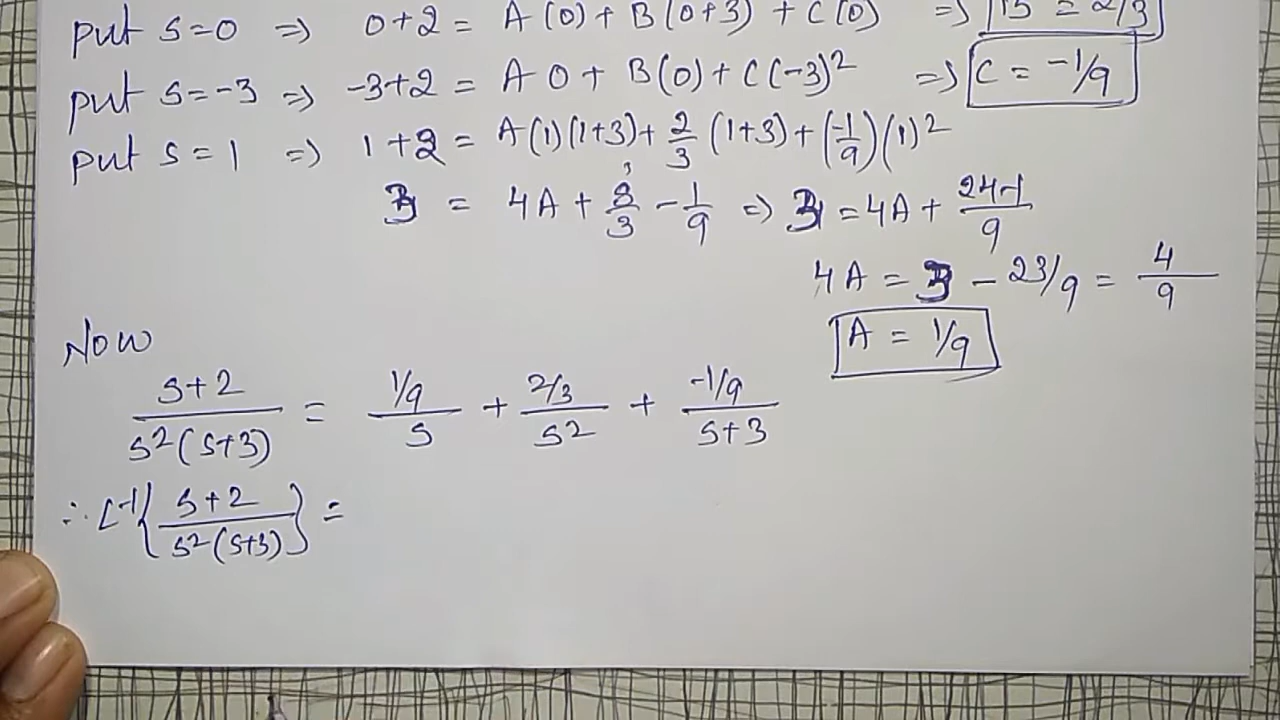 put s=0 => 0+2 = A(0) + B(0+3) + C(0) => B = 2/3
put s=-3 => -3+2 = A 0 + B(0) + C(-3)² => C = -1/9
put s=1 => 1+2 = A(1)(1+3) + 2/3 (1+3) + (-1/9)(1)²
3 = 4A + 8/3 - 1/9 => 3 = 4A + 24-1/9
4A = 3 - 23/9 = 4/9
A = 1/9
Now
s+2/s²(s+3) = 1/9/s + 2/3/s² + -1/9/s+3
∴ L⁻¹{s+2/s²(s+3)} =